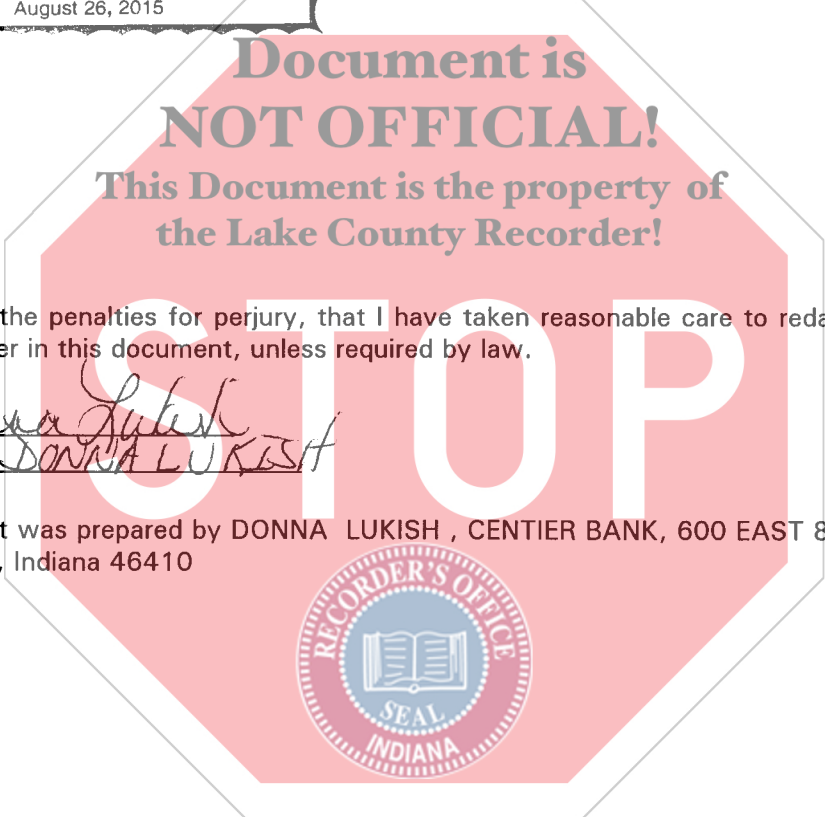 August 26, 2015
Document is
NOT OFFICIAL!
This Document is the property of
the Lake County Recorder!
STOP
the penalties for perjury, that I have taken reasonable care to reda
er in this document, unless required by law.
Lukish
DONNA LUKISH
t was prepared by DONNA LUKISH , CENTIER BANK, 600 EAST 8
, Indiana 46410
RECORDER'S OFFICE
SEAL
INDIANA